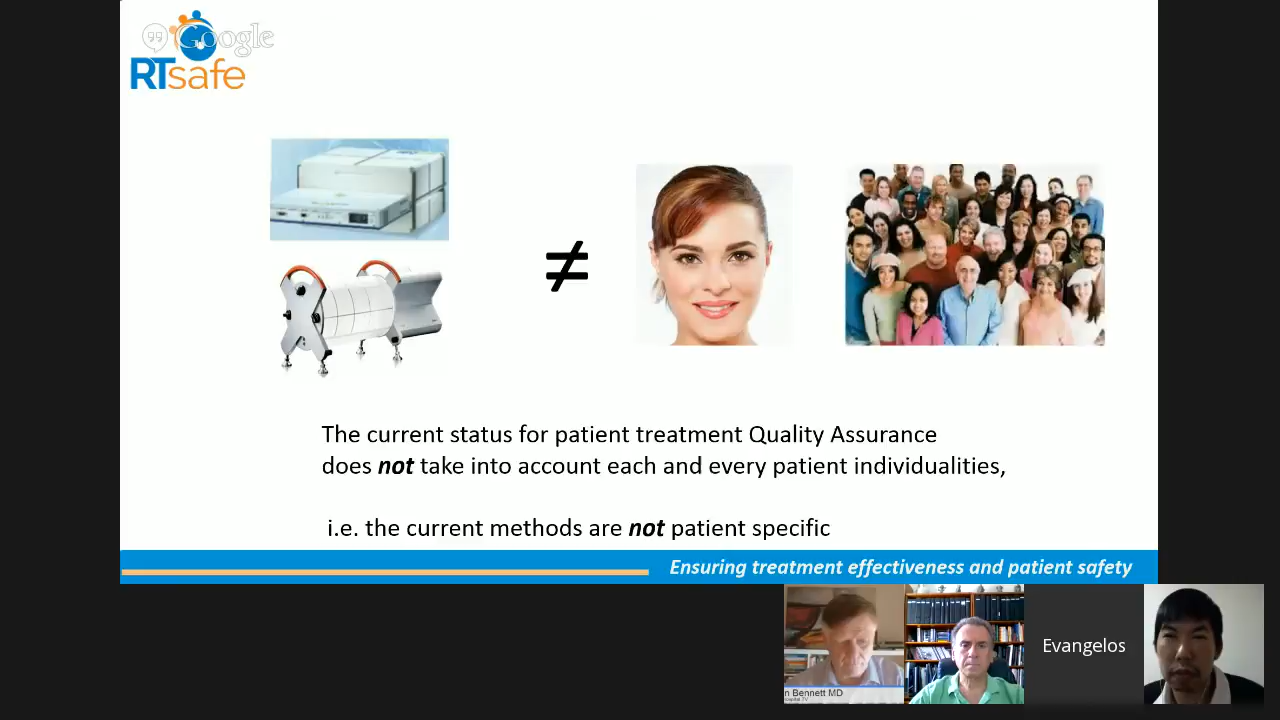 Google
RTsafe
≠
The current status for patient treatment Quality Assurance
does not take into account each and every patient individualities,
i.e. the current methods are not patient specific
Ensuring treatment effectiveness and patient safety
Evangelos
n Bennett MD